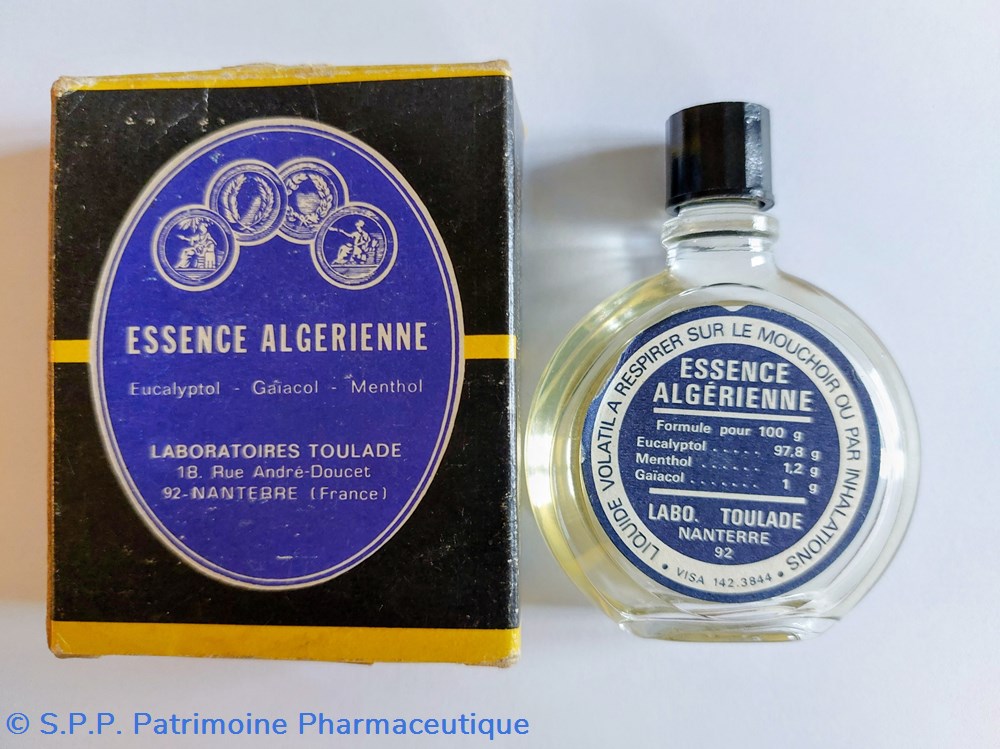 ESSENCE ALGERIENNE
Eucalyptol - Gaïacol - Menthol
LABORATOIRES TOULADE
18. Rue André-Doucet
92-NANTERRE (France)
LIQUIDE VOLATIL A RESPIRER SUR LE MOUCHOIR OU PAR INHALATIONS
ESSENCE
ALGÉRIENNE
Formule pour 100 g
Eucalyptol ..... 97,8 g
Menthol ...... 1,2 g
Gaïacol ....... 1 g
LABO. TOULADE
NANTERRE
92
• VISA 142.3844 •
© S.P.P. Patrimoine Pharmaceutique